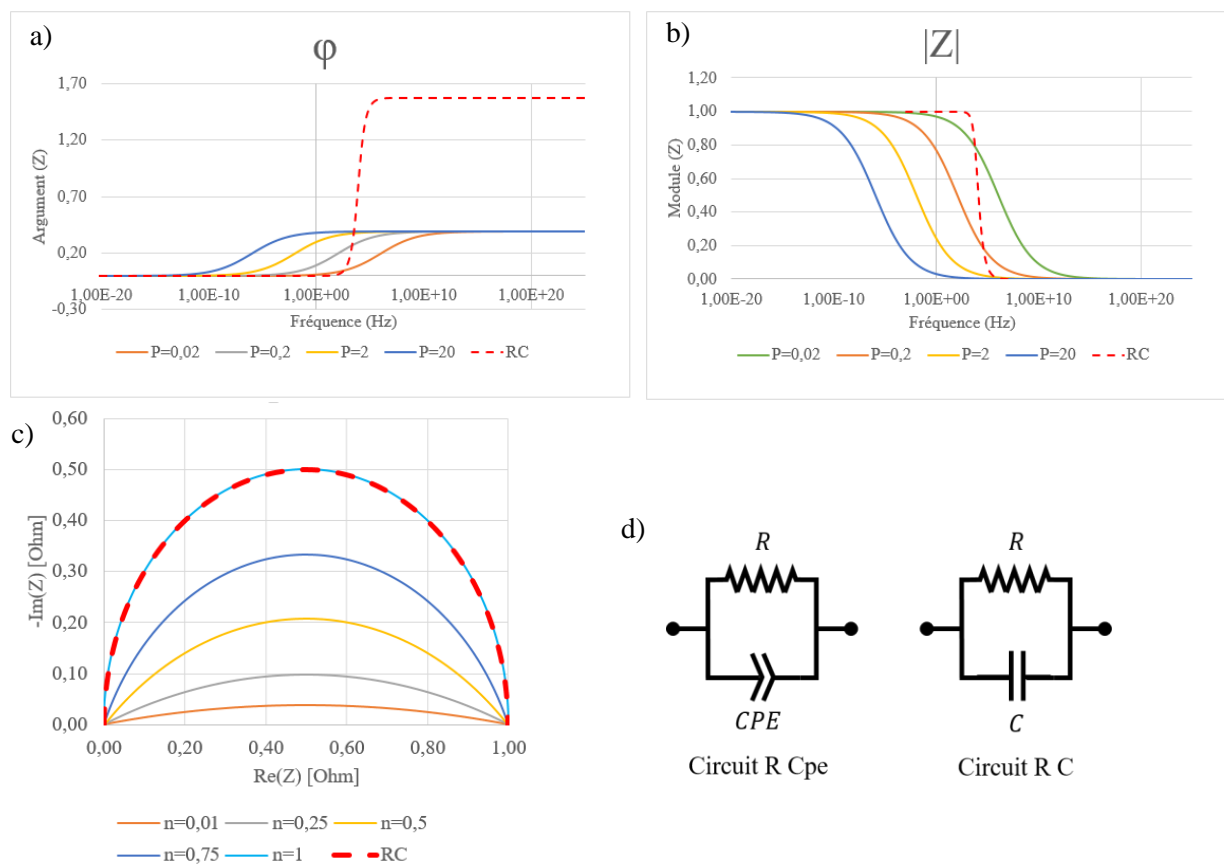 a)
φ
1,70
1,20
0,70
0,20
-0,30
Argument (Z)
1,00E-20 1,00E-10 1,00E+00 1,00E+10 1,00E+20
Fréquence (Hz)
P=0,02 P=0,2 P=2 P=20 RC
b)
|Z|
1,20
1,00
0,80
0,60
0,40
0,20
0,00
Module (Z)
1,00E-20 1,00E-10 1,00E+00 1,00E+10 1,00E+20
Fréquence (Hz)
P=0,02 P=0,2 P=2 P=20 RC
c)
0,60
0,50
0,40
0,30
0,20
0,10
0,00
-Im(Z) [Ohm]
0,00 0,20 0,40 0,60 0,80 1,00
Re(Z) [Ohm]
n=0,01 n=0,25 n=0,5
n=0,75 n=1 RC
d)
R
CPE
Circuit R Cpe
R
C
Circuit R C